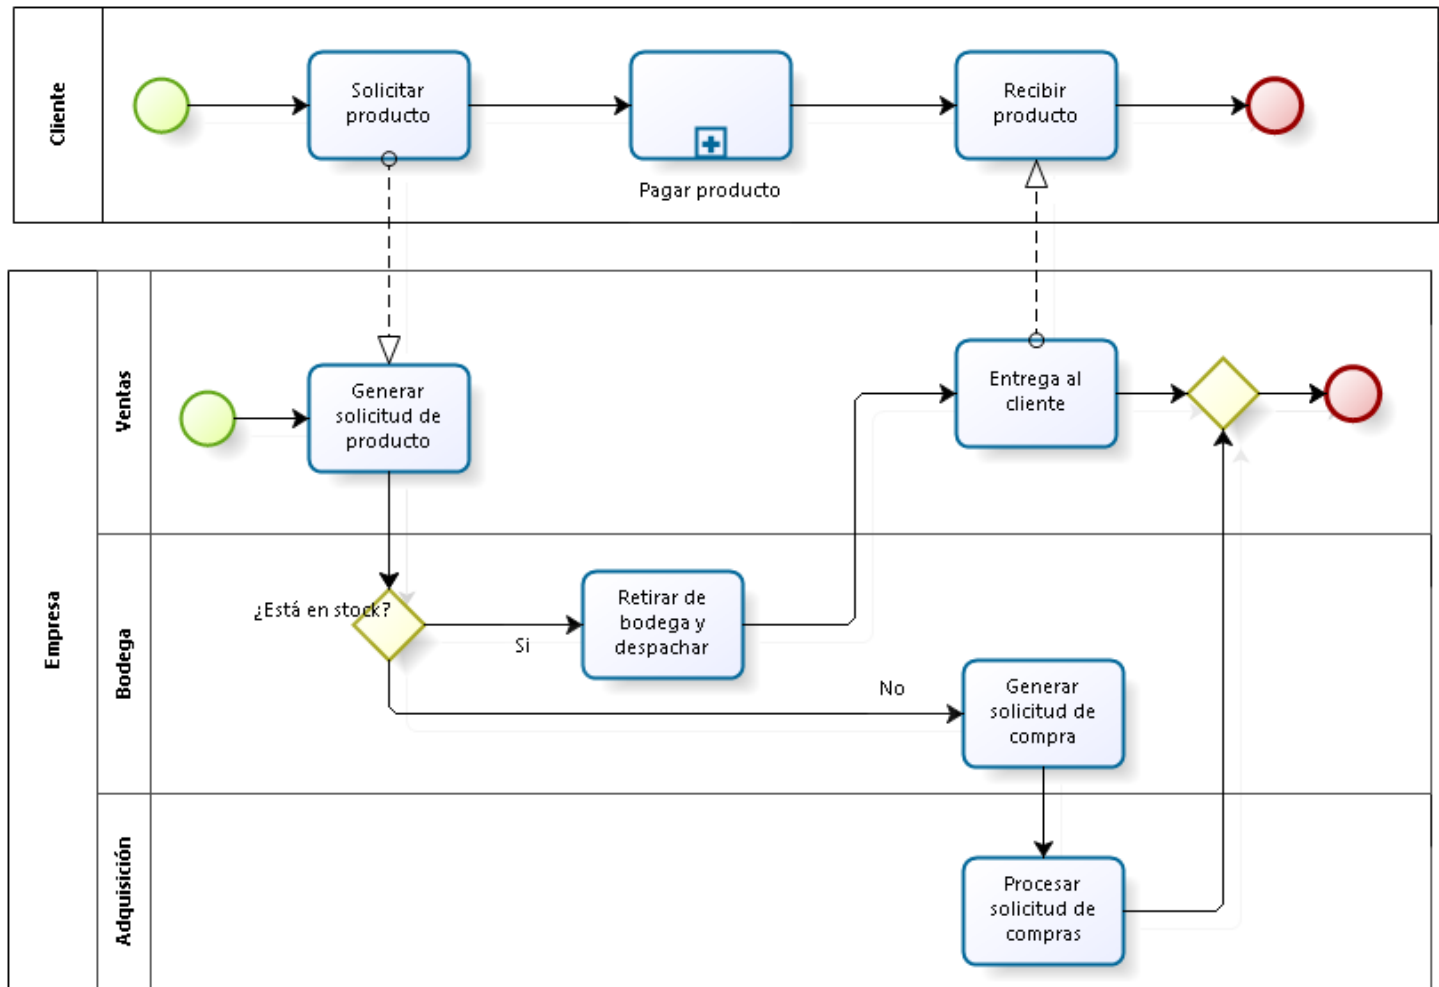 Cliente
Solicitar
producto
Pagar producto
Recibir
producto
Empresa
Ventas
Generar
solicitud de
producto
Entrega al
cliente
Bodega
¿Está en stock?
Si
Retirar de
bodega y
despachar
No
Generar
solicitud de
compra
Adquisición
Procesar
solicitud de
compras